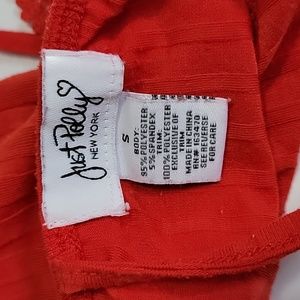 Just Polly
NEW YORK
S
BODY:
95% POLYESTER
5% SPANDEX
TRIM:
100% POLYESTER
EXCLUSIVE OF
TRIM
MADE IN CHINA
RN# 163470
SEE REVERSE
FOR CARE